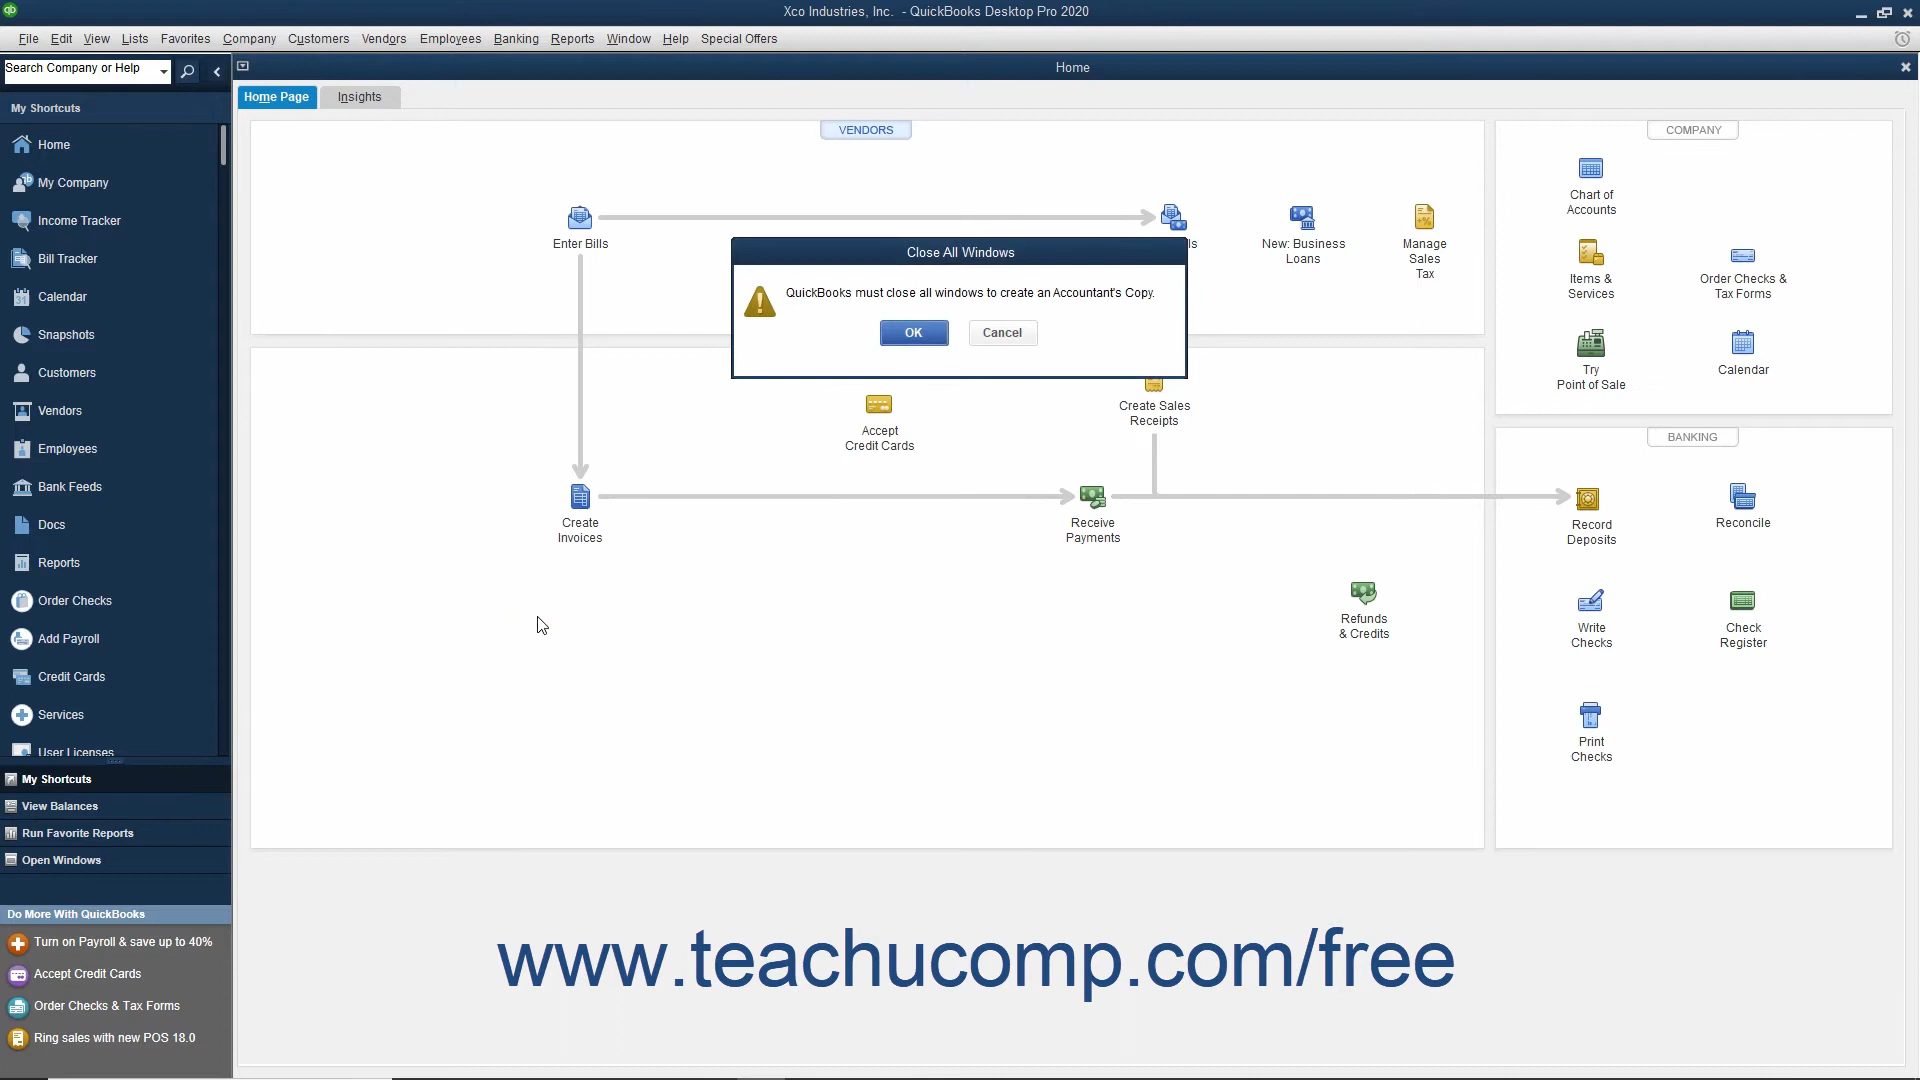 Xco Industries, Inc. - QuickBooks Desktop Pro 2020
File Edit View Lists Favorites Company Customers Vendors Employees Banking Reports Window Help Special Offers
Search Company or Help
Home
My Shortcuts
Home
My Company
Income Tracker
Bill Tracker
Calendar
Snapshots
Customers
Vendors
Employees
Bank Feeds
Docs
Reports
Order Checks
Add Payroll
Credit Cards
Services
User Licenses
My Shortcuts
View Balances
Run Favorite Reports
Open Windows
Do More With QuickBooks
Turn on Payroll & save up to 40%
Accept Credit Cards
Order Checks & Tax Forms
Ring sales with new POS 18.0
Home Page
Insights
VENDORS
Enter Bills
New: Business
Loans
Manage
Sales
Tax
Close All Windows
QuickBooks must close all windows to create an Accountant's Copy.
OK
Cancel
Accept
Credit Cards
Create Sales
Receipts
Create
Invoices
Receive
Payments
Refunds
& Credits
COMPANY
Chart of
Accounts
Items &
Services
Order Checks &
Tax Forms
Try
Point of Sale
Calendar
BANKING
Record
Deposits
Reconcile
Write
Checks
Check
Register
Print
Checks
www.teachucomp.com/free